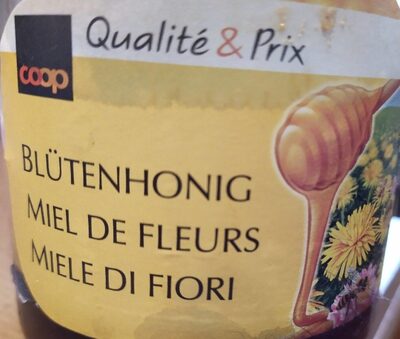 coop
Qualité & Prix
BLÜTENHONIG
MIEL DE FLEURS
MIELE DI FIORI